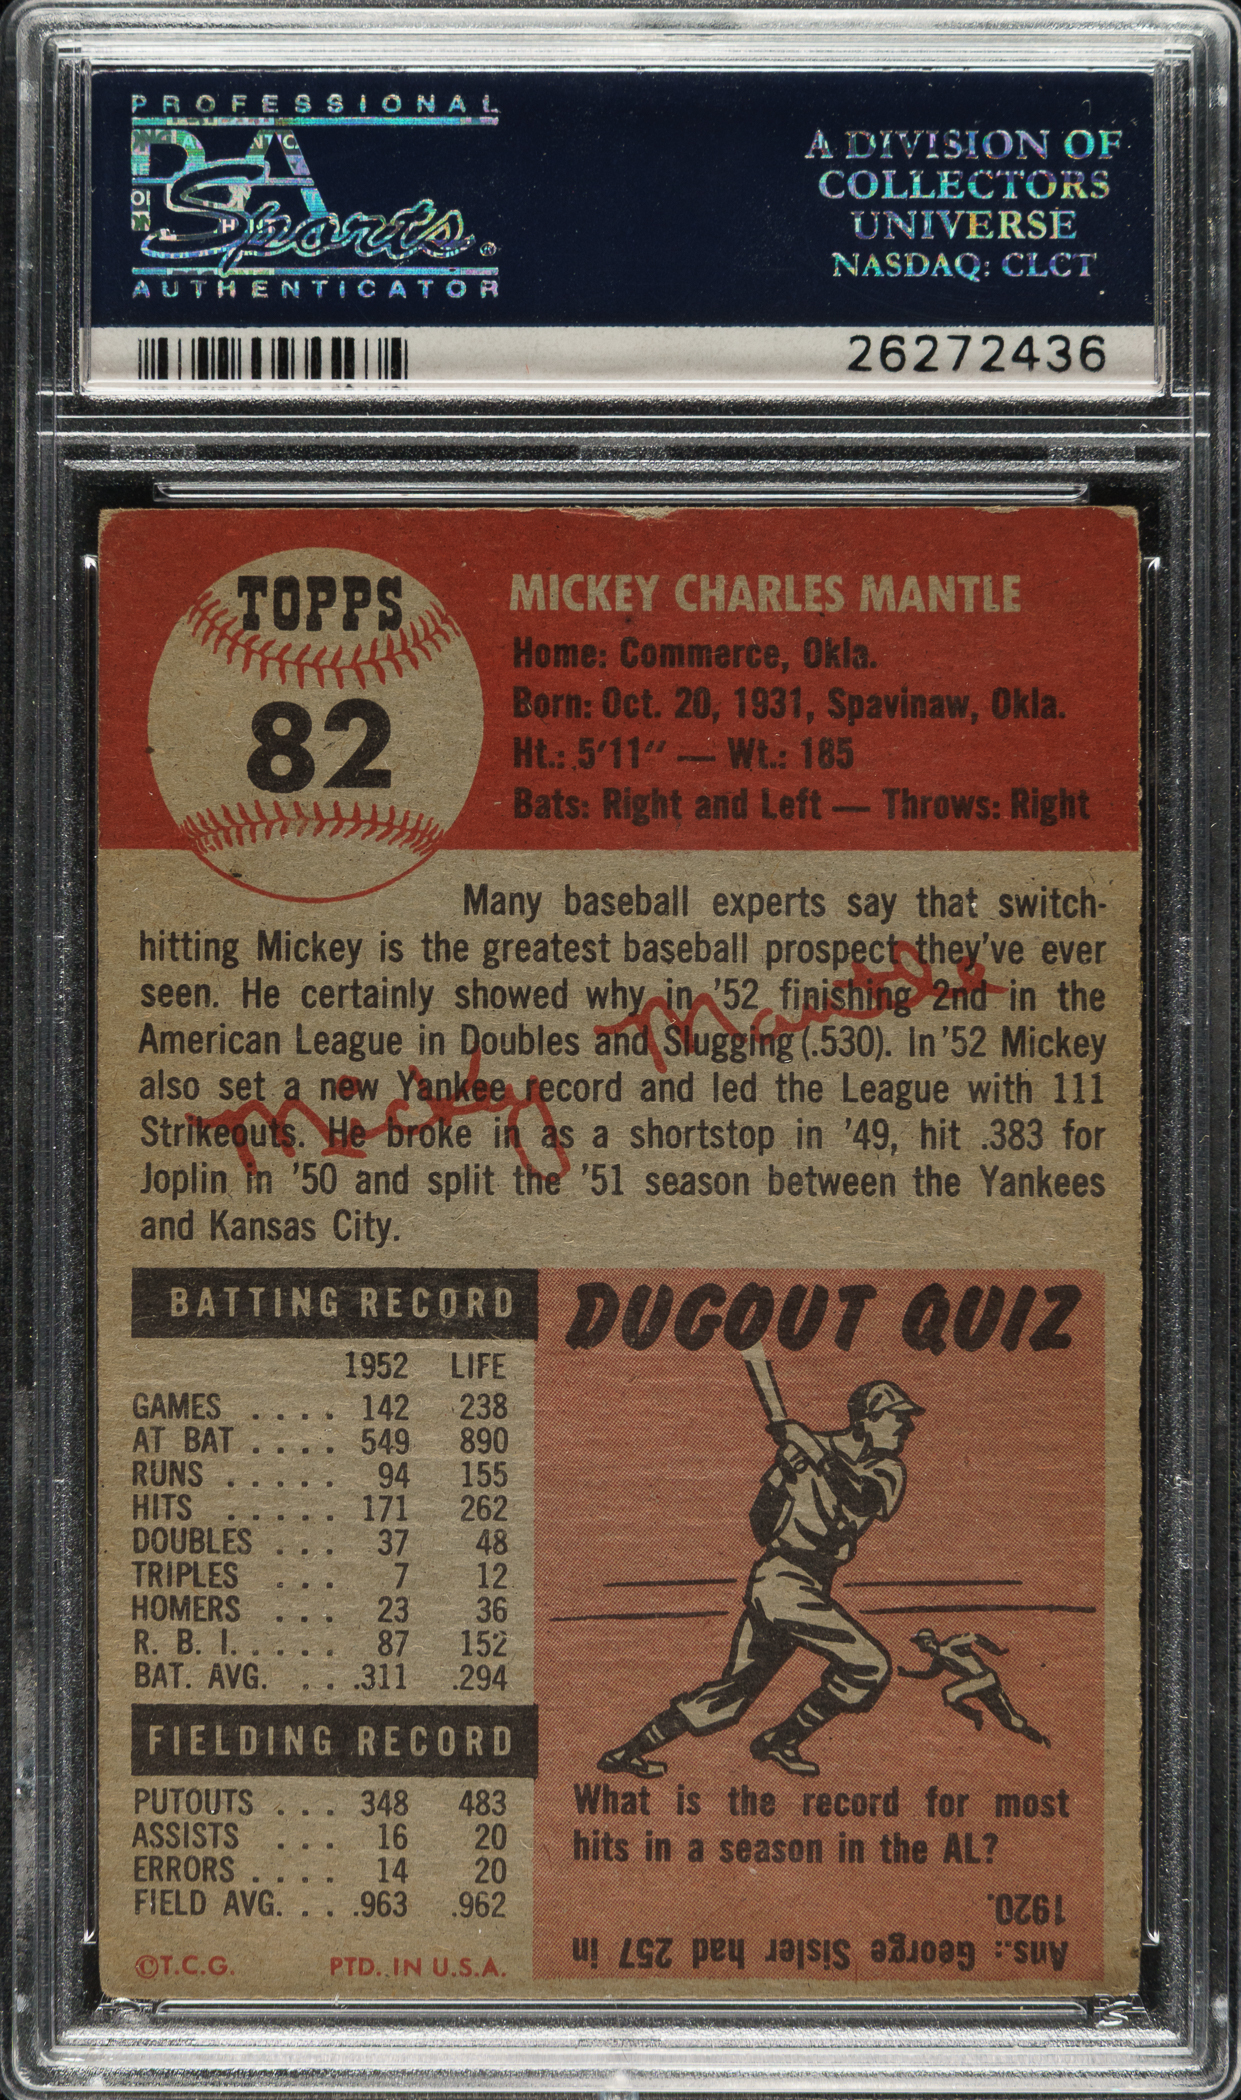 PROFESSIONAL
PSA
Sports®
AUTHENTICATOR
A DIVISION OF
COLLECTORS
UNIVERSE
NASDAQ: CLCT
26272436
TOPPS
82
MICKEY CHARLES MANTLE
Home: Commerce, Okla.
Born: Oct. 20, 1931, Spavinaw, Okla.
Ht.: 5'11" — Wt.: 185
Bats: Right and Left — Throws: Right
Many baseball experts say that switch-
hitting Mickey is the greatest baseball prospect they've ever
seen. He certainly showed why in '52 finishing 2nd in the
American League in Doubles and Slugging (.530). In '52 Mickey
also set a new Yankee record and led the League with 111
Strikeouts. He broke in as a shortstop in '49, hit .383 for
Joplin in '50 and split the '51 season between the Yankees
and Kansas City.
Micky Mantle
BATTING RECORD
1952 LIFE
GAMES .... 142 238
AT BAT .... 549 890
RUNS ..... 94 155
HITS ..... 171 262
DOUBLES ... 37 48
TRIPLES ... 7 12
HOMERS ... 23 36
R. B. I. .... 87 152
BAT. AVG. ... .311 .294
FIELDING RECORD
PUTOUTS ... 348 483
ASSISTS ... 16 20
ERRORS .... 14 20
FIELD AVG. ... .963 .962
©T.C.G. PTD. IN U.S.A.
DUGOUT QUIZ
What is the record for most
hits in a season in the AL?
Ans.: George Sisler had 257 in
1920.